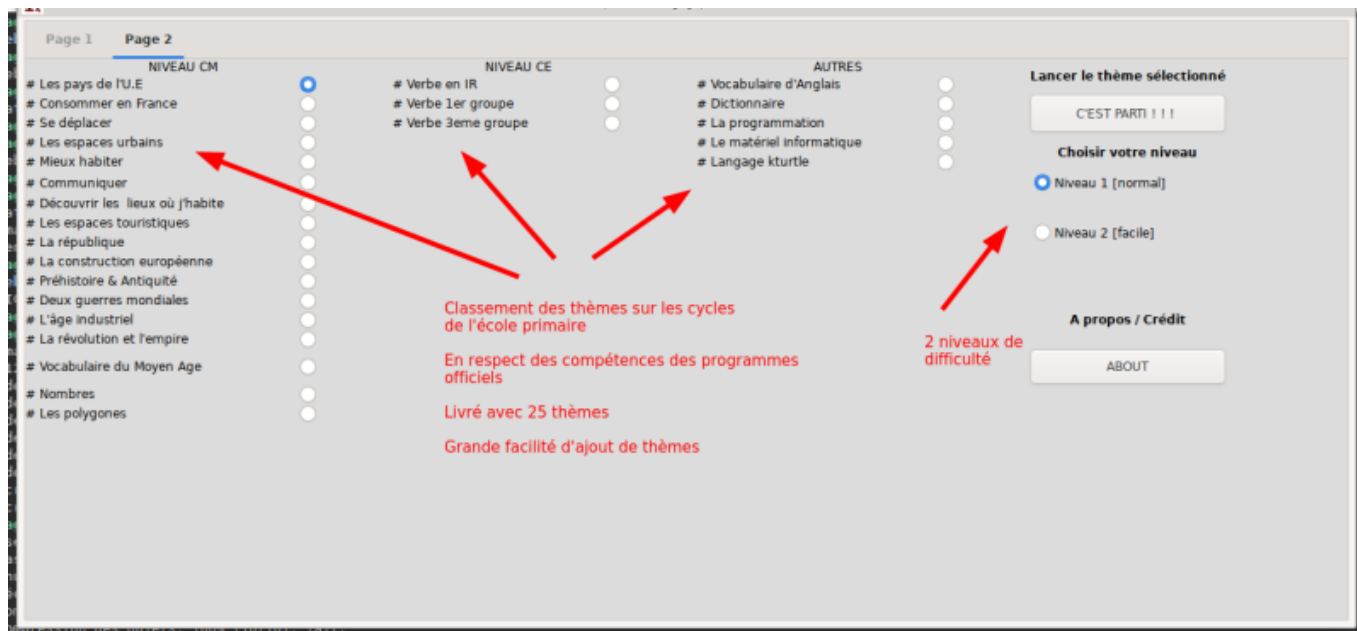 Page 1 Page 2
NIVEAU CM
# Les pays de l'U.E
# Consommer en France
# Se déplacer
# Les espaces urbains
# Mieux habiter
# Communiquer
# Découvrir les lieux où j'habite
# Les espaces touristiques
# La république
# La construction européenne
# Préhistoire & Antiquité
# Deux guerres mondiales
# L'âge industriel
# La révolution et l'empire
# Vocabulaire du Moyen Age
# Nombres
# Les polygones
NIVEAU CE
# Verbe en IR
# Verbe 1er groupe
# Verbe 3eme groupe
AUTRES
# Vocabulaire d'Anglais
# Dictionnaire
# La programmation
# Le matériel informatique
# Langage kturtle
Lancer le thème sélectionné
C'EST PARTI ! ! !
Choisir votre niveau
Niveau 1 [normal]
Niveau 2 [facile]
A propos / Crédit
ABOUT
Classement des thèmes sur les cycles
de l'école primaire
En respect des compétences des programmes
officiels
Livré avec 25 thèmes
Grande facilité d'ajout de thèmes
2 niveaux de
difficulté